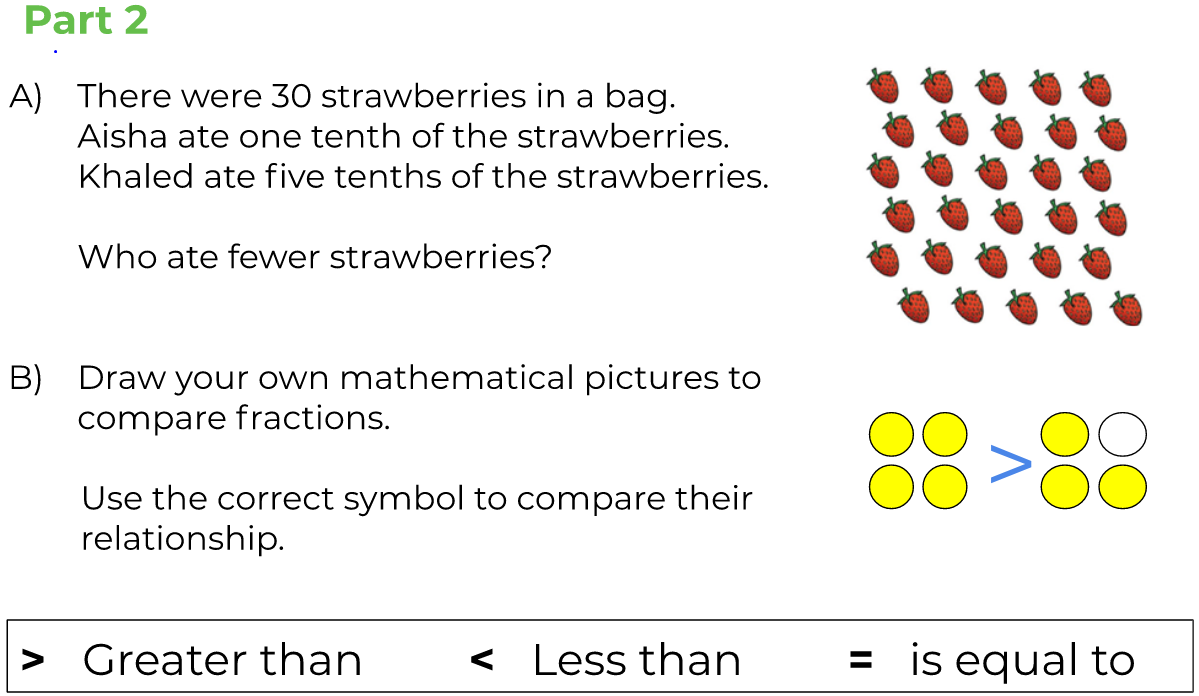 Part 2
A) There were 30 strawberries in a bag.
Aisha ate one tenth of the strawberries.
Khaled ate five tenths of the strawberries.
Who ate fewer strawberries?
B) Draw your own mathematical pictures to
compare fractions.
>
Use the correct symbol to compare their
relationship.
> Greater than < Less than = is equal to